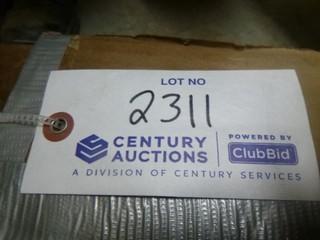 LOT NO
2311
CENTURY AUCTIONS POWERED BY ClubBid
A DIVISION OF CENTURY SERVICES